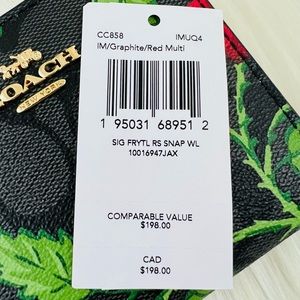 CC858 IMUQ4
IM/Graphite/Red Multi
COACH
NEW YORK
1 95031 68951 2
SIG FRYTL RS SNAP WL
10016947JAX
COMPARABLE VALUE
$198.00
CAD
$198.00